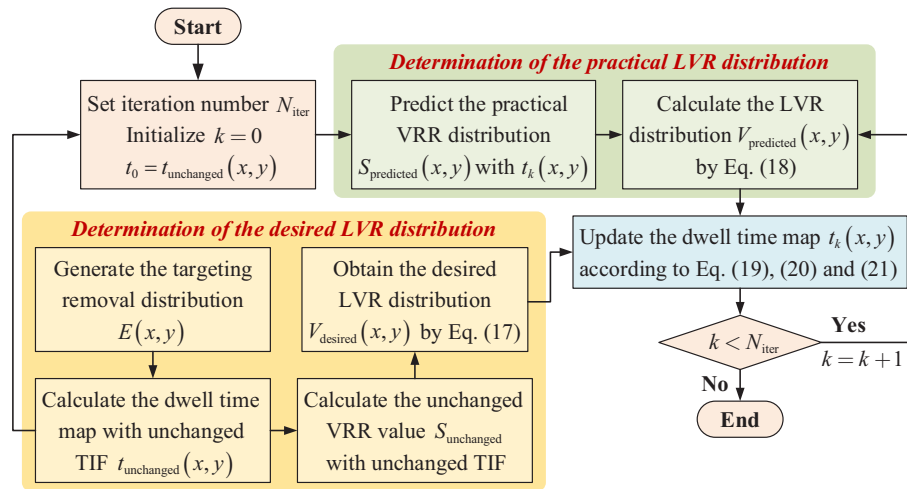 Start
Set iteration number N_iter
Initialize k = 0
t_0 = t_unchanged(x, y)
Determination of the practical LVR distribution
Predict the practical
VRR distribution
S_predicted(x, y) with t_k(x, y)
Calculate the LVR
distribution V_predicted(x, y)
by Eq. (18)
Determination of the desired LVR distribution
Generate the targeting
removal distribution
E(x, y)
Calculate the dwell time
map with unchanged
TIF t_unchanged(x, y)
Calculate the unchanged
VRR value S_unchanged
with unchanged TIF
Obtain the desired
LVR distribution
V_desired(x, y) by Eq. (17)
Update the dwell time map t_k(x, y)
according to Eq. (19), (20) and (21)
k < N_iter
Yes
k = k + 1
No
End